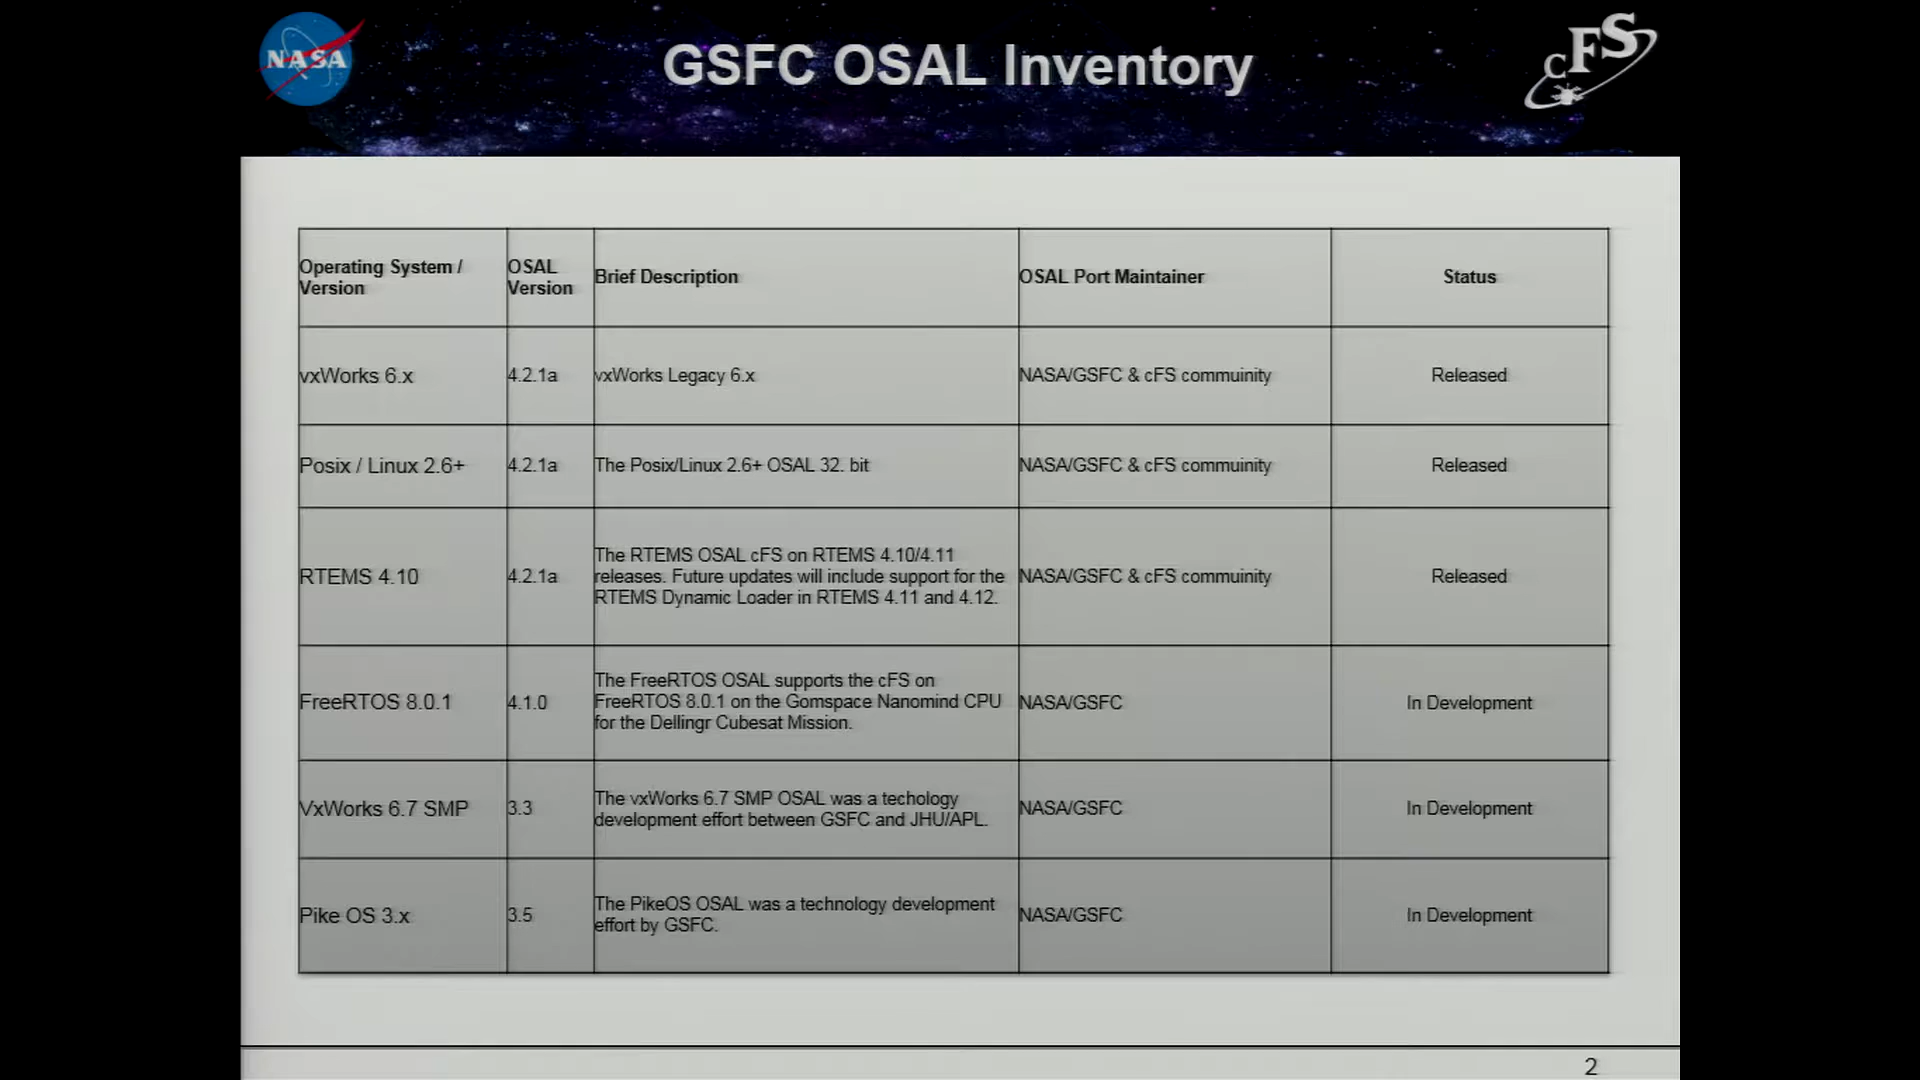 NASA
GSFC OSAL Inventory
cFS
Operating System /
Version
OSAL
Version
Brief Description
OSAL Port Maintainer
Status
vxWorks 6.x
4.2.1a
vxWorks Legacy 6.x
NASA/GSFC & cFS commuinity
Released
Posix / Linux 2.6+
4.2.1a
The Posix/Linux 2.6+ OSAL 32. bit
NASA/GSFC & cFS commuinity
Released
RTEMS 4.10
4.2.1a
The RTEMS OSAL cFS on RTEMS 4.10/4.11
releases. Future updates will include support for the
RTEMS Dynamic Loader in RTEMS 4.11 and 4.12.
NASA/GSFC & cFS commuinity
Released
FreeRTOS 8.0.1
4.1.0
The FreeRTOS OSAL supports the cFS on
FreeRTOS 8.0.1 on the Gomspace Nanomind CPU
for the Dellingr Cubesat Mission.
NASA/GSFC
In Development
VxWorks 6.7 SMP
3.3
The vxWorks 6.7 SMP OSAL was a techology
development effort between GSFC and JHU/APL.
NASA/GSFC
In Development
Pike OS 3.x
3.5
The PikeOS OSAL was a technology development
effort by GSFC.
NASA/GSFC
In Development
2